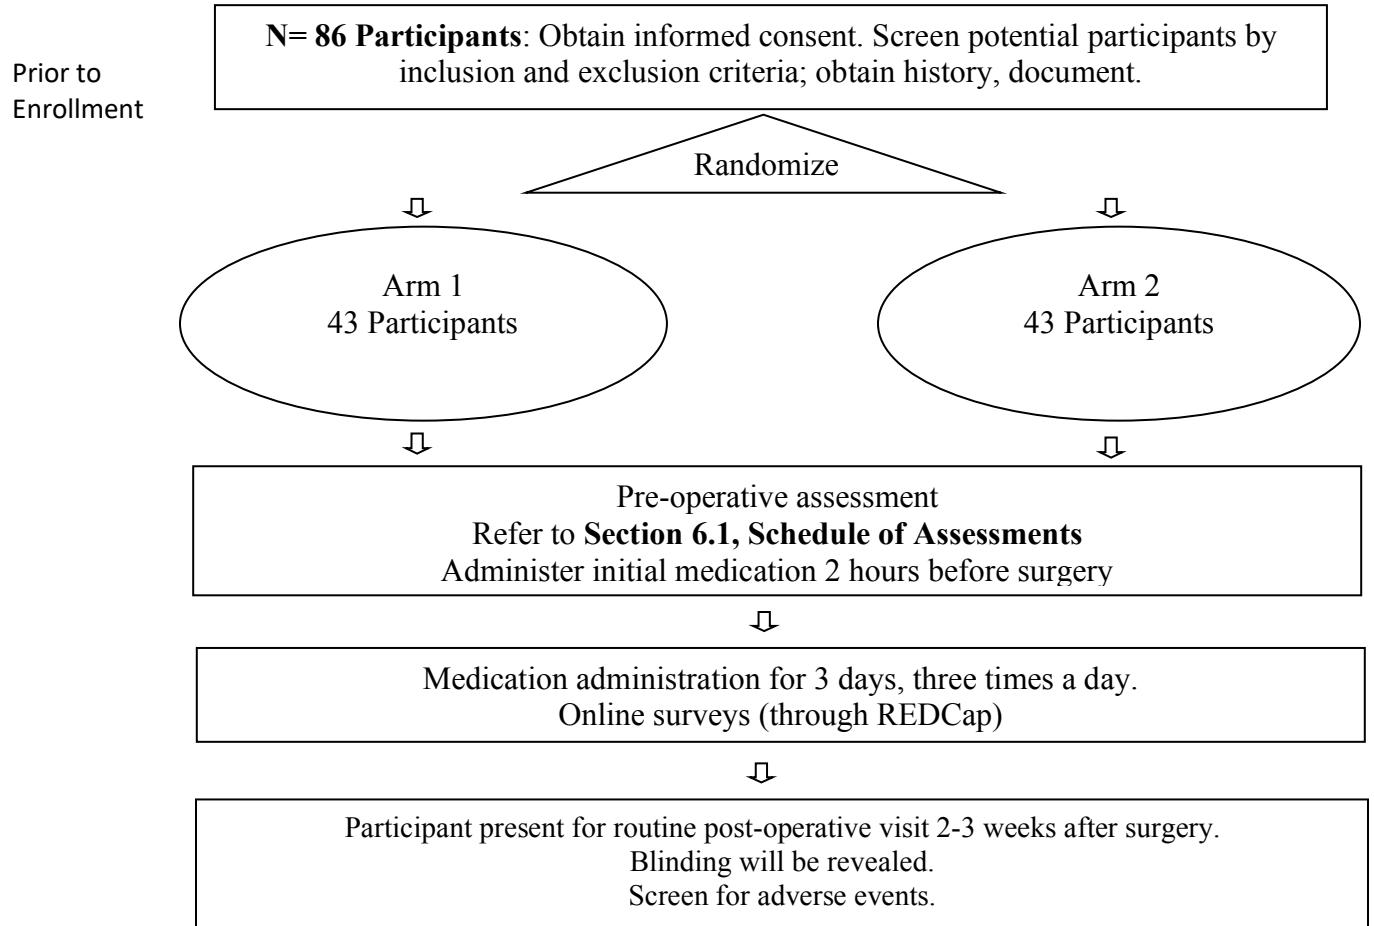 N= 86 Participants: Obtain informed consent. Screen potential participants by
inclusion and exclusion criteria; obtain history, document.
Prior to
Enrollment
Randomize
Arm 1
43 Participants
Arm 2
43 Participants
Pre-operative assessment
Refer to Section 6.1, Schedule of Assessments
Administer initial medication 2 hours before surgery
Medication administration for 3 days, three times a day.
Online surveys (through REDCap)
Participant present for routine post-operative visit 2-3 weeks after surgery.
Blinding will be revealed.
Screen for adverse events.